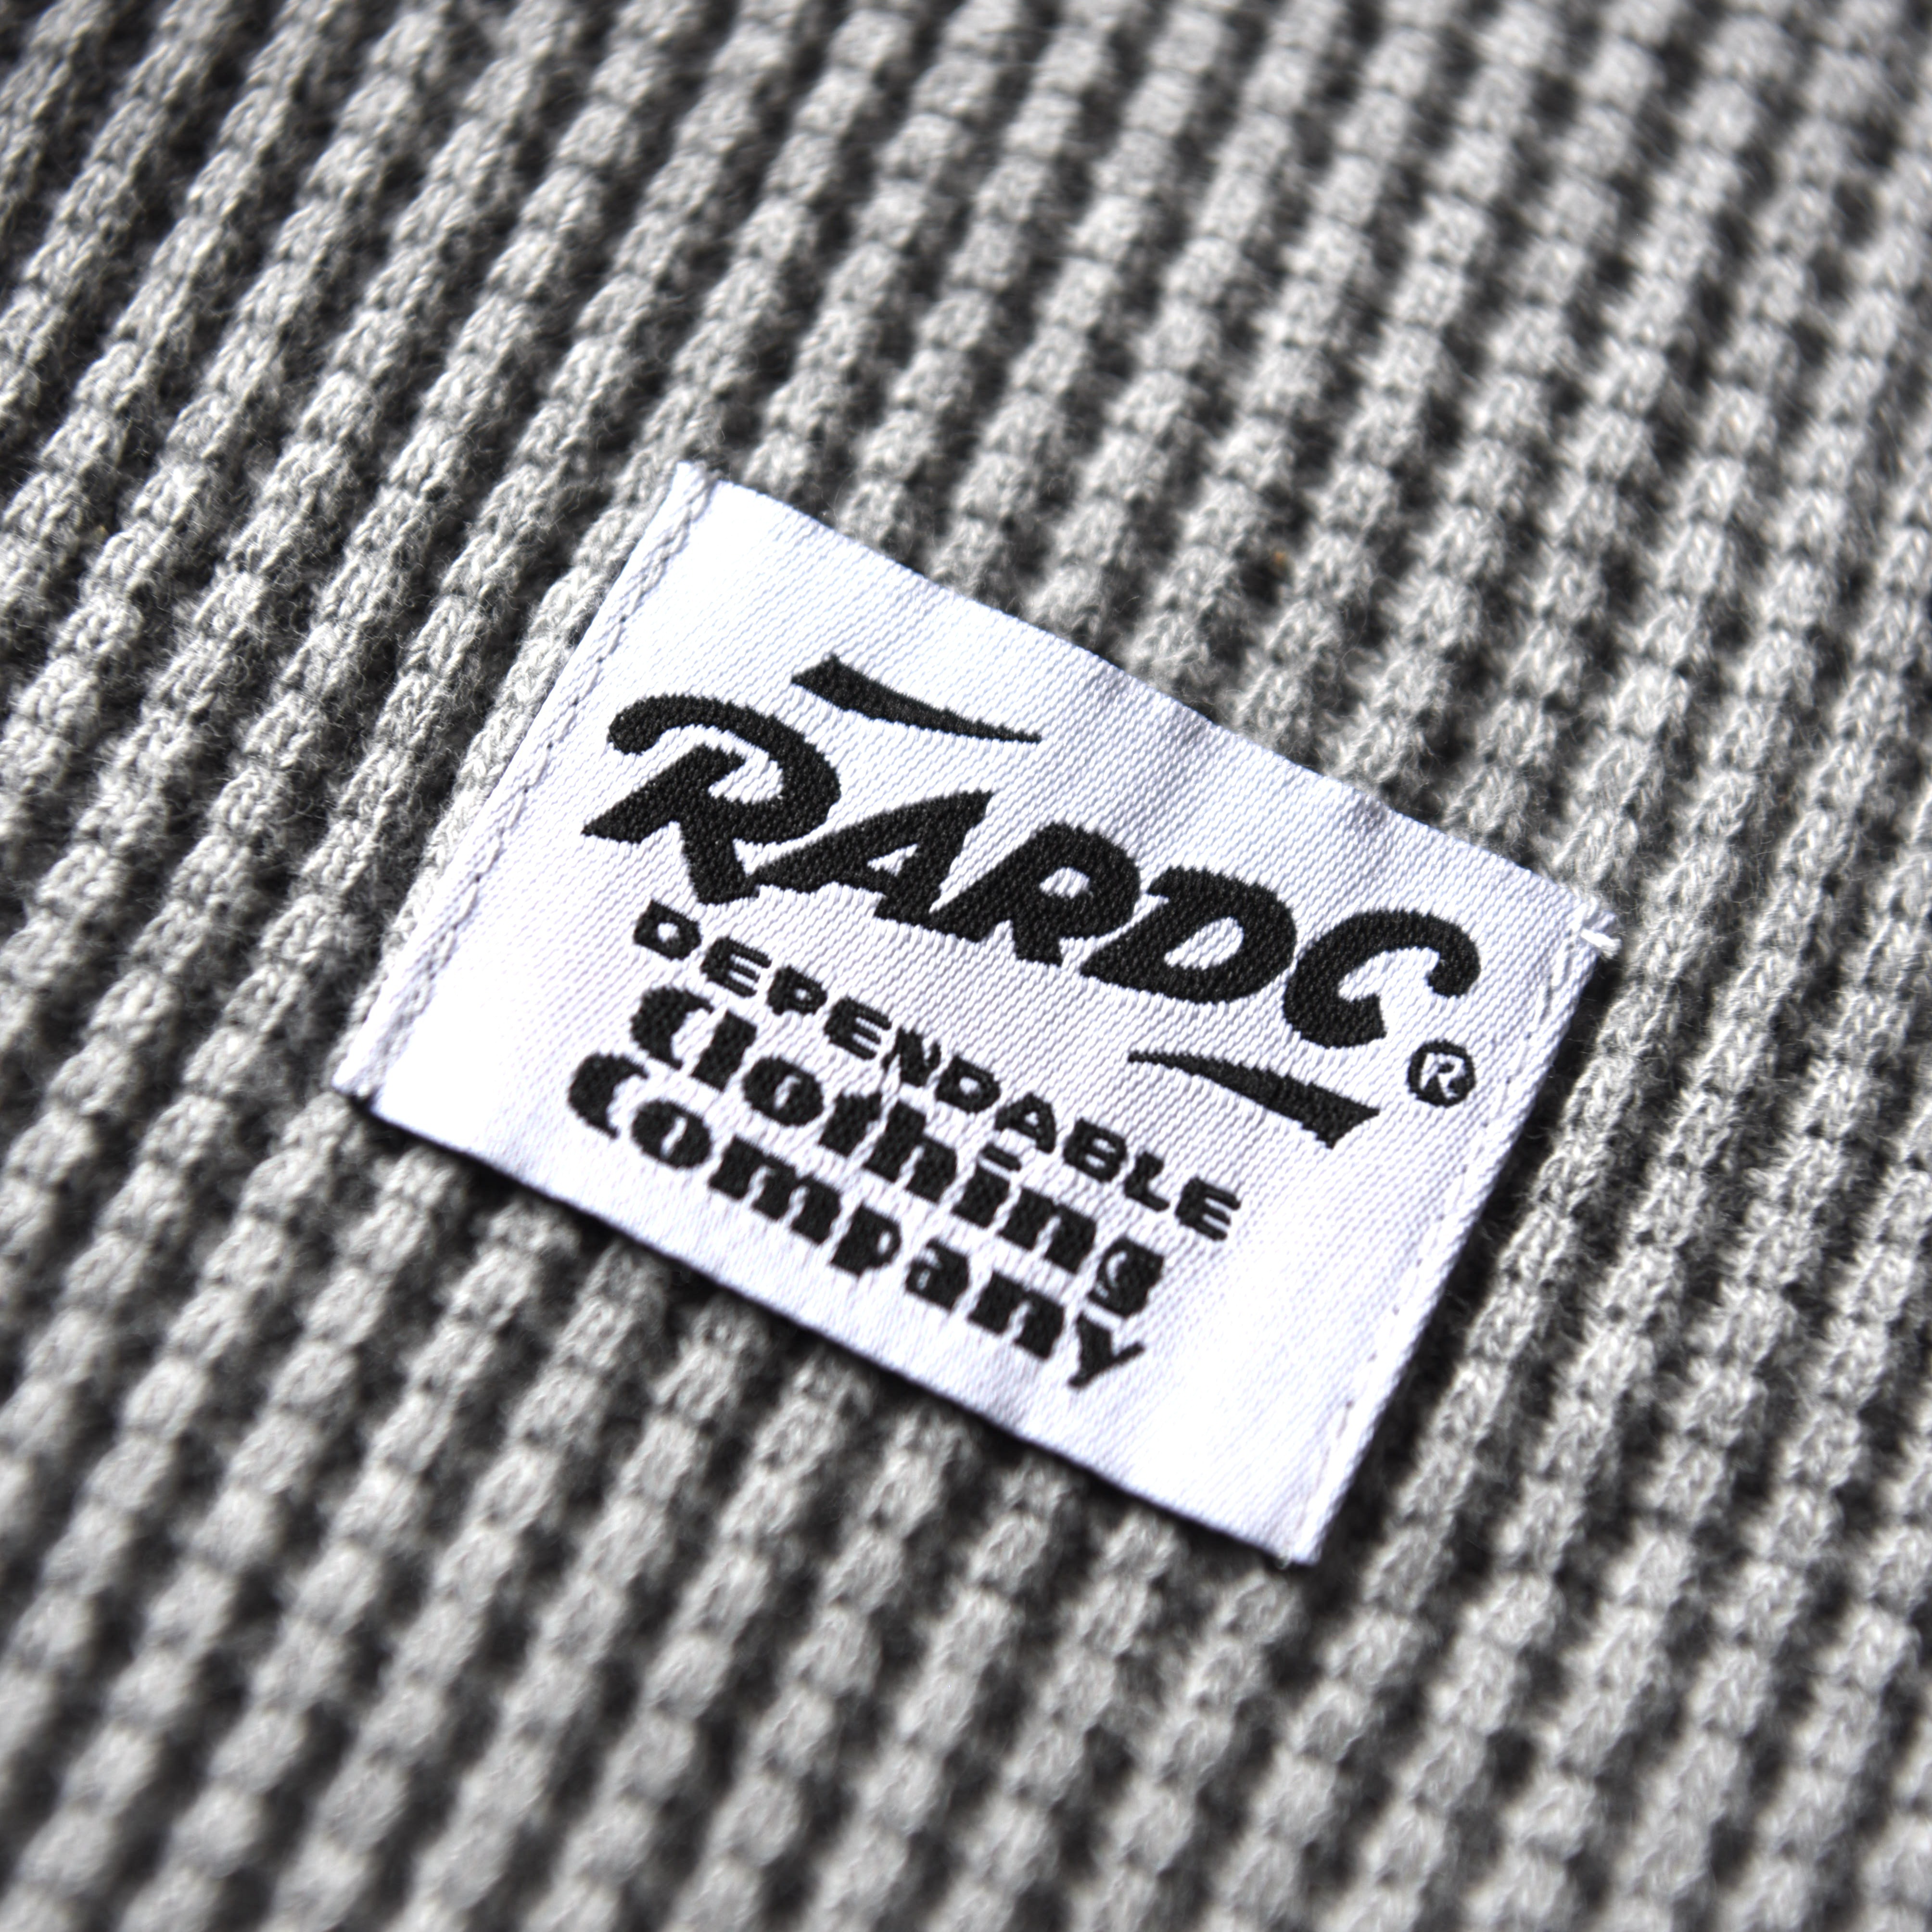 RARDC®
DEPENDABLE
Clothing
Company